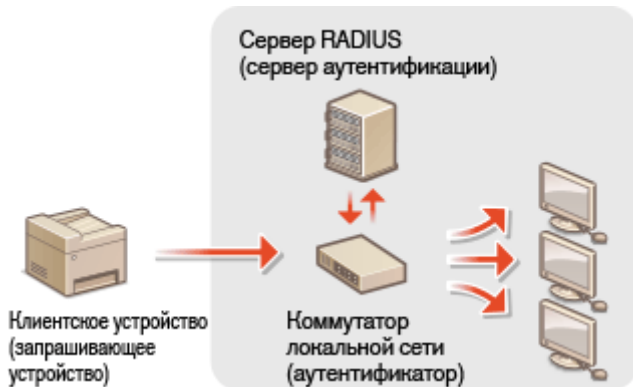 Сервер RADIUS
(сервер аутентификации)
Клиентское устройство
(запрашивающее
устройство)
Коммутатор
локальной сети
(аутентификатор)